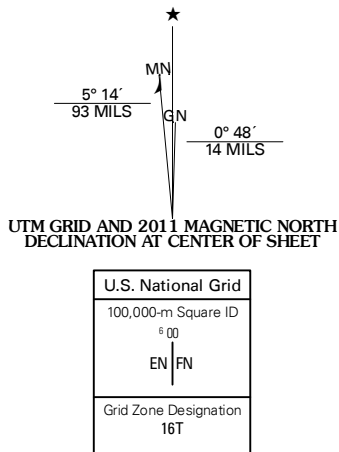 ★
MN
5° 14´
93 MILS
GN
0° 48´
14 MILS
UTM GRID AND 2011 MAGNETIC NORTH
DECLINATION AT CENTER OF SHEET
U.S. National Grid
100,000-m Square ID
6 00
EN FN
Grid Zone Designation
16T